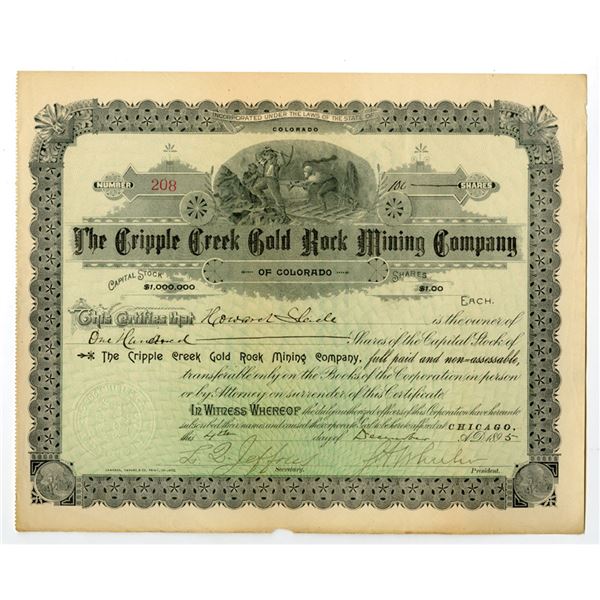 INCORPORATED UNDER THE LAWS OF THE STATE OF
COLORADO
NUMBER 208 100 SHARES
The Cripple Creek Gold Rock Mining Company
OF COLORADO
CAPITAL STOCK $1,000,000 SHARES $1.00 EACH.
This Certifies that Howard Slade is the owner of
One Hundred Shares of the Capital Stock of
The Cripple Creek Gold Rock Mining Company, full paid and non-assessable,
transferable only on the Books of the Corporation in person
or by Attorney on surrender of this Certificate
IN WITNESS WHEREOF the duly authorized officers of this Corporation have hereunto
subscribed their names and caused the corporate Seal to be hereto affixed at CHICAGO,
this 4th day of December A.D. 1895
Secretary. President.